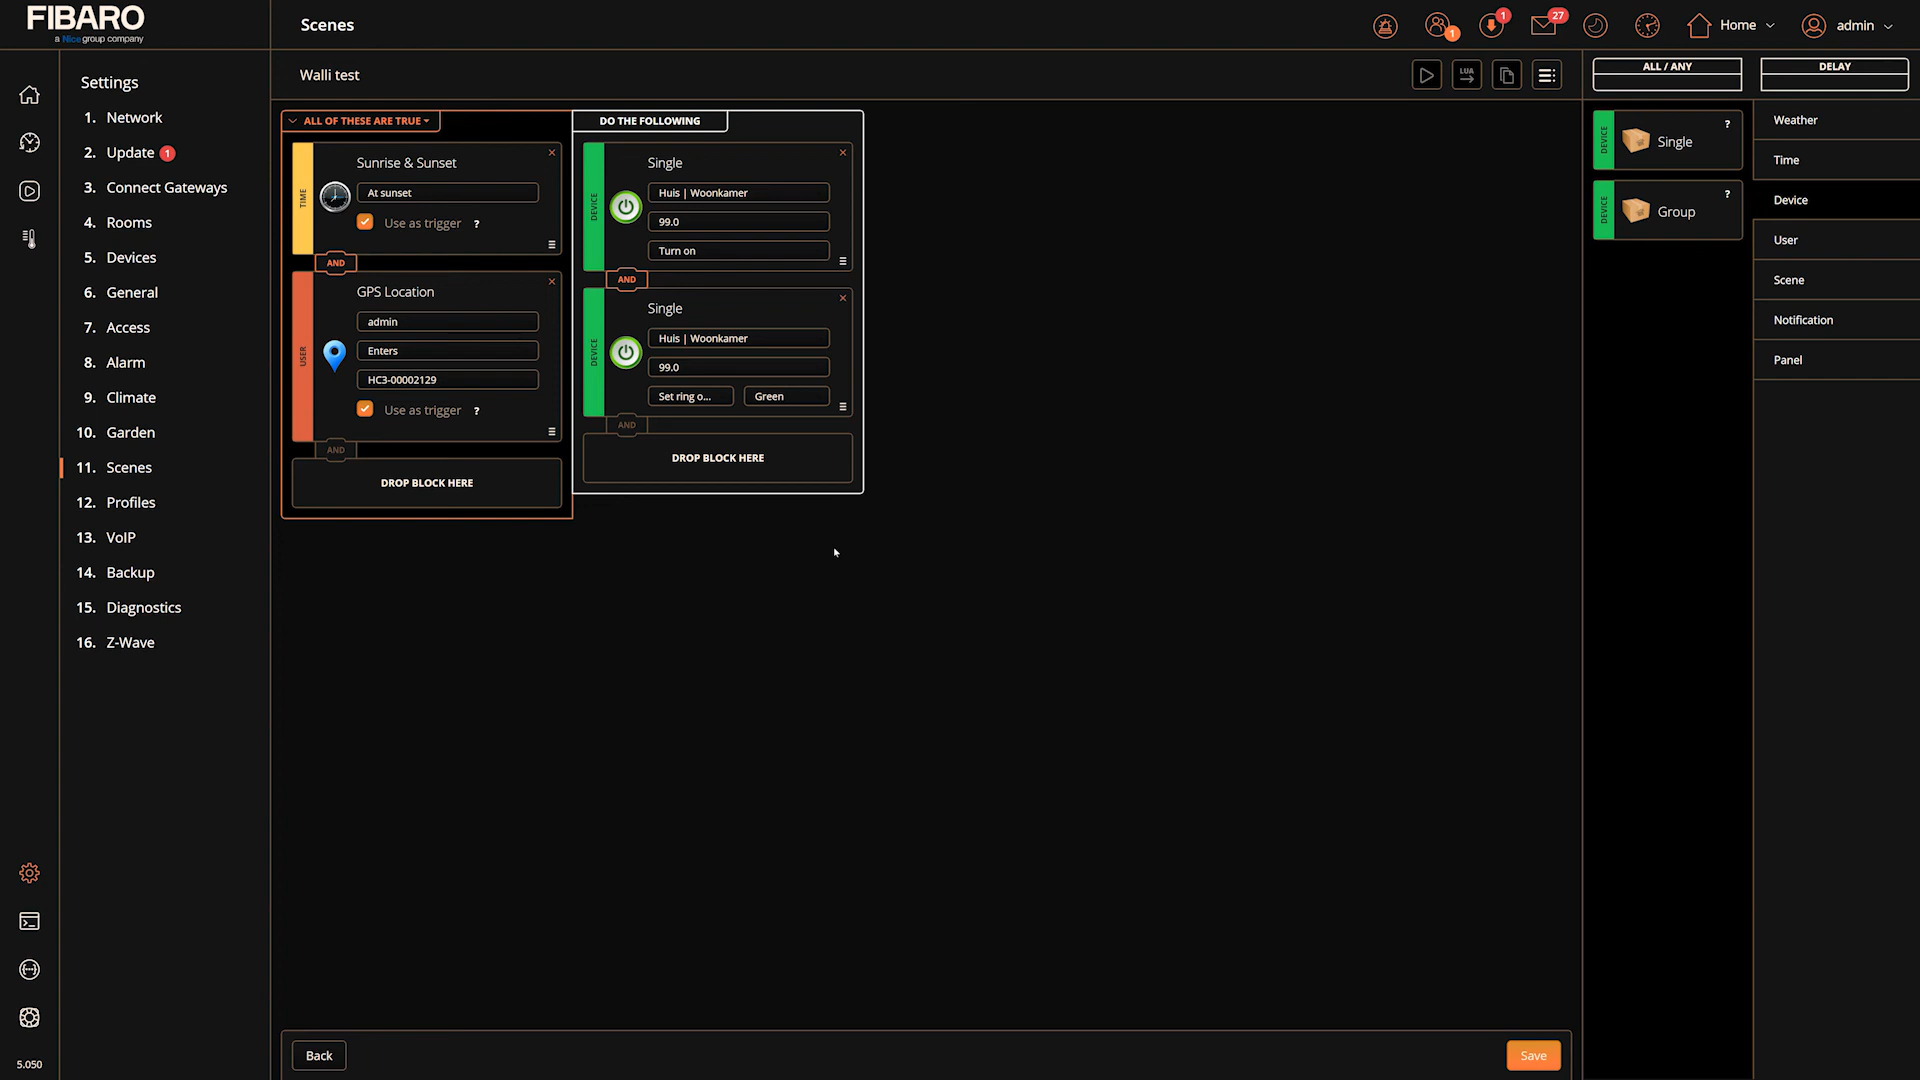 FIBARO
a Nice group company
Scenes
1
1
27
Home
admin
Settings
1. Network
2. Update 1
3. Connect Gateways
4. Rooms
5. Devices
6. General
7. Access
8. Alarm
9. Climate
10. Garden
11. Scenes
12. Profiles
13. VoIP
14. Backup
15. Diagnostics
16. Z-Wave
5.050
Walli test
LUA
ALL OF THESE ARE TRUE
TIME
Sunrise & Sunset
At sunset
Use as trigger ?
AND
USER
GPS Location
admin
Enters
HC3-00002129
Use as trigger ?
AND
DROP BLOCK HERE
DO THE FOLLOWING
DEVICE
Single
Huis | Woonkamer
99.0
Turn on
AND
DEVICE
Single
Huis | Woonkamer
99.0
Set ring o... Green
AND
DROP BLOCK HERE
Back
Save
ALL / ANY
DELAY
DEVICE
Single
?
DEVICE
Group
?
Weather
Time
Device
User
Scene
Notification
Panel